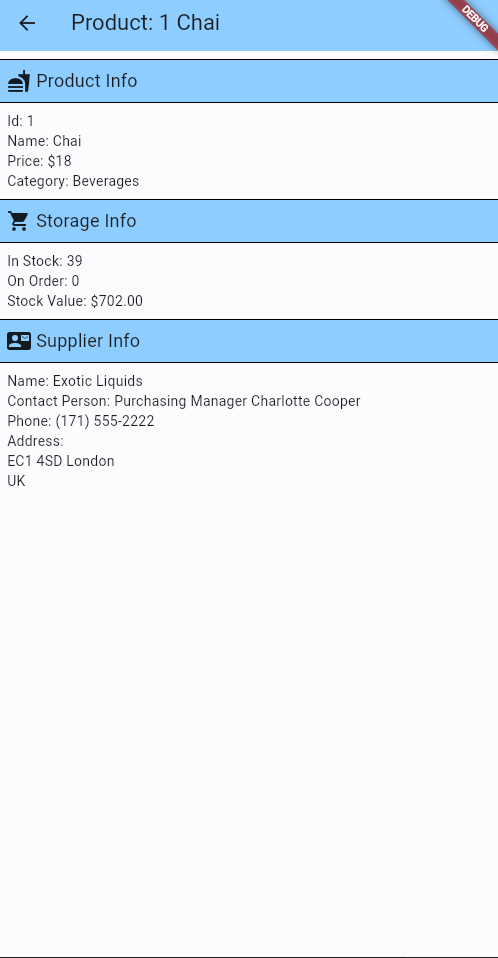 Product: 1 Chai
DEBUG
Product Info
Id: 1
Name: Chai
Price: $18
Category: Beverages
Storage Info
In Stock: 39
On Order: 0
Stock Value: $702.00
Supplier Info
Name: Exotic Liquids
Contact Person: Purchasing Manager Charlotte Cooper
Phone: (171) 555-2222
Address:
EC1 4SD London
UK